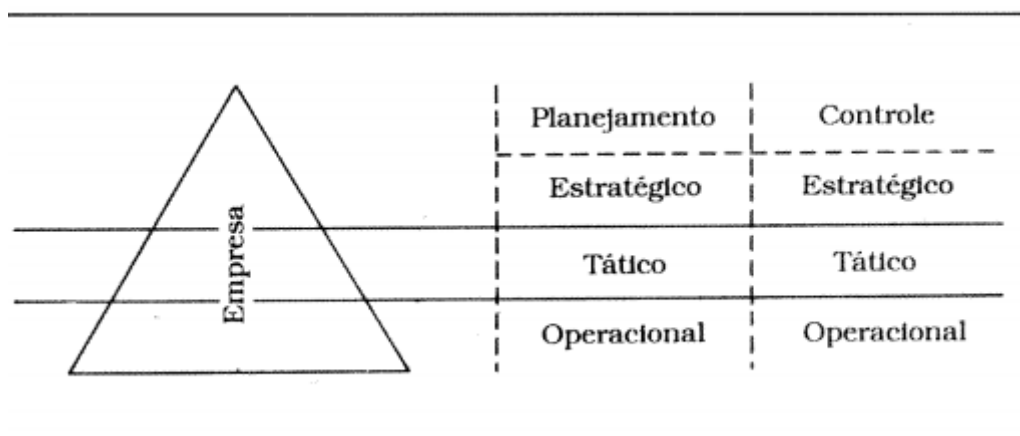 Planejamento Controle
Estratégico Estratégico
Empresa
Tático Tático
Operacional Operacional